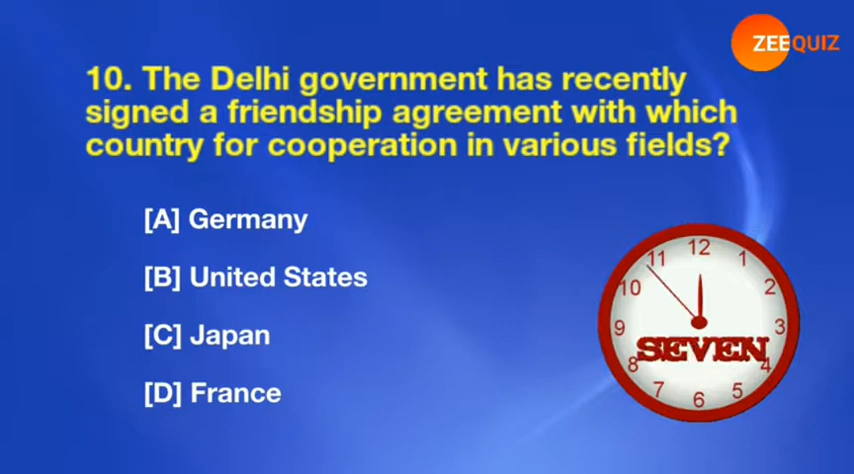 ZEEQUIZ
10. The Delhi government has recently
signed a friendship agreement with which
country for cooperation in various fields?
[A] Germany
[B] United States
[C] Japan
[D] France
12
11 1
10 2
9 3
SEVEN
8 4
7 5
6